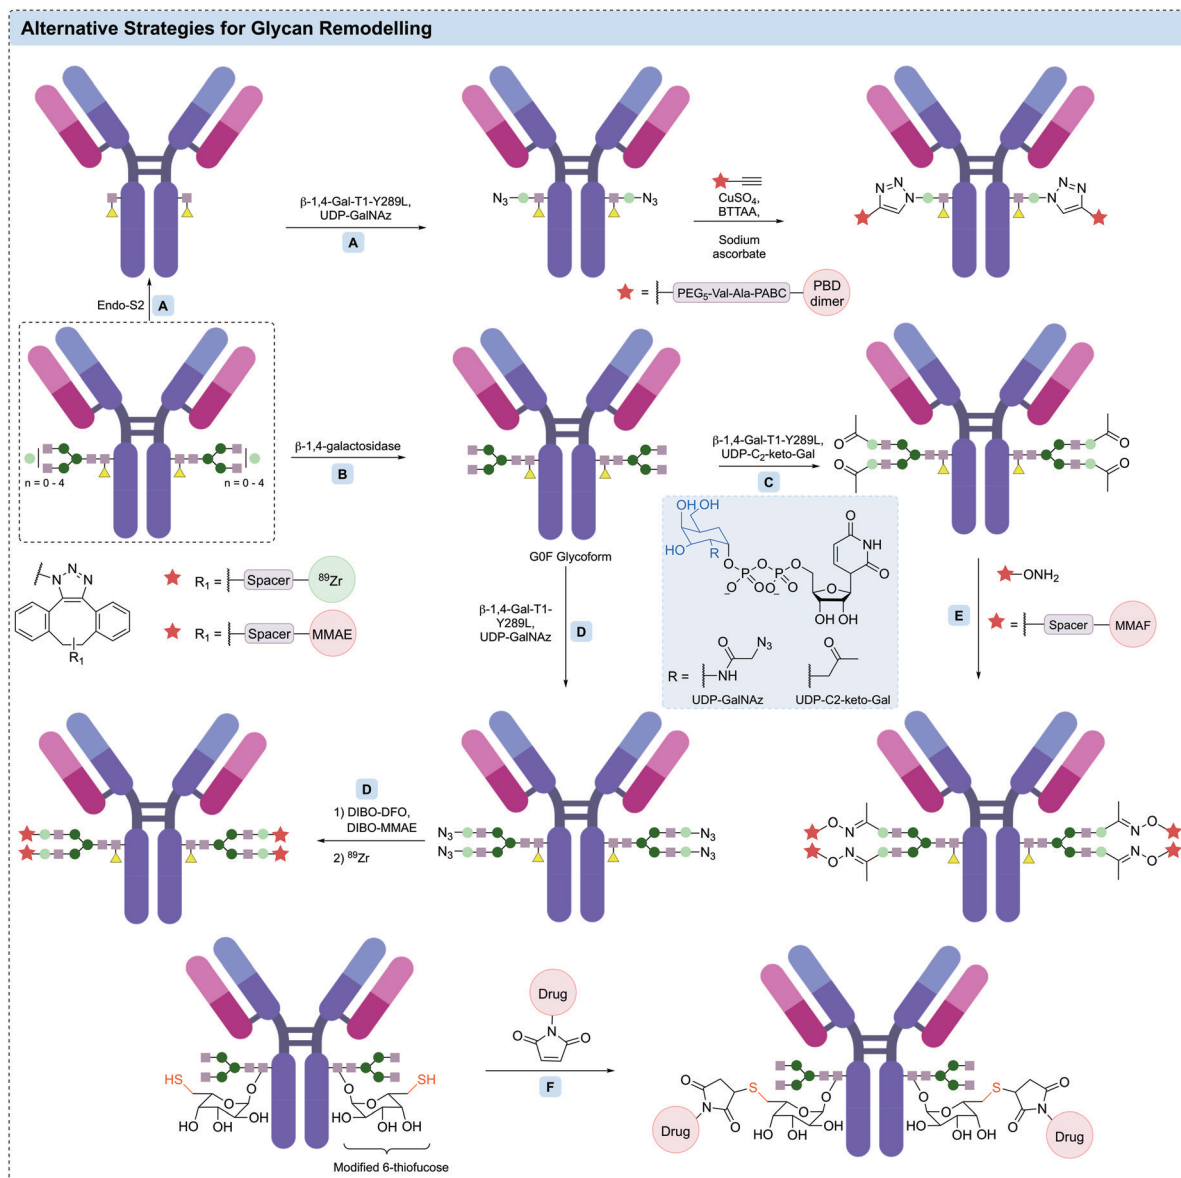 Alternative Strategies for Glycan Remodelling
β-1,4-Gal-T1-Y289L,
UDP-GalNAz
A
N3
N3
CuSO4,
BTTAA,
Sodium
ascorbate
N
N
N
N
N
N
Endo-S2
A
= PEG5-Val-Ala-PABC
PBD
dimer
n = 0 - 4
n = 0 - 4
β-1,4-galactosidase
B
G0F Glycoform
β-1,4-Gal-T1-Y289L,
UDP-C2-keto-Gal
C
O
O
O
O
N
N
N
R1
R1 = Spacer 89Zr
R1 = Spacer MMAE
β-1,4-Gal-T1-
Y289L,
UDP-GalNAz
D
OH
OH
HO
R
O
P
O
O−
O
P
O
O−
O
O
O
NH
N
O
OH OH
R =
O
N3
NH
UDP-GalNAz
O
UDP-C2-keto-Gal
ONH2
E
= Spacer MMAF
D
1) DIBO-DFO,
DIBO-MMAE
2) 89Zr
N3
N3
N3
N3
O
N
O
N
N
O
N
O
HS
O
O
OH
OH
HO
SH
O
O
HO
OH
OH
Modified 6-thiofucose
Drug
N
O
O
F
O
N
O
S
O
O
Drug
HO
HO
OH
S
O
N
O
O
O
HO
HO
OH
Drug